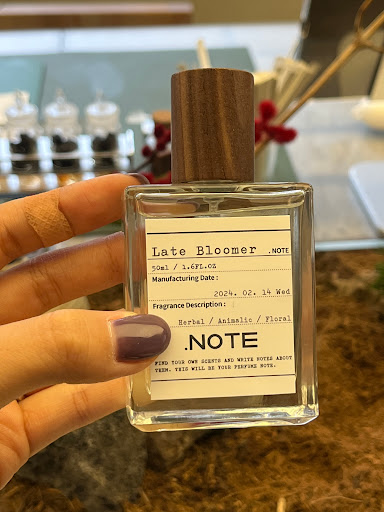 Late Bloomer .NOTE
50ml / 1.6FL.OZ
Manufacturing Date :
2024. 02. 14 Wed
Fragrance Description :
Herbal / Animalic / Floral
.NOTE
FIND YOUR OWN SCENTS AND WRITE NOTES ABOUT
THEM. THIS WILL BE YOUR PERFUME NOTE.